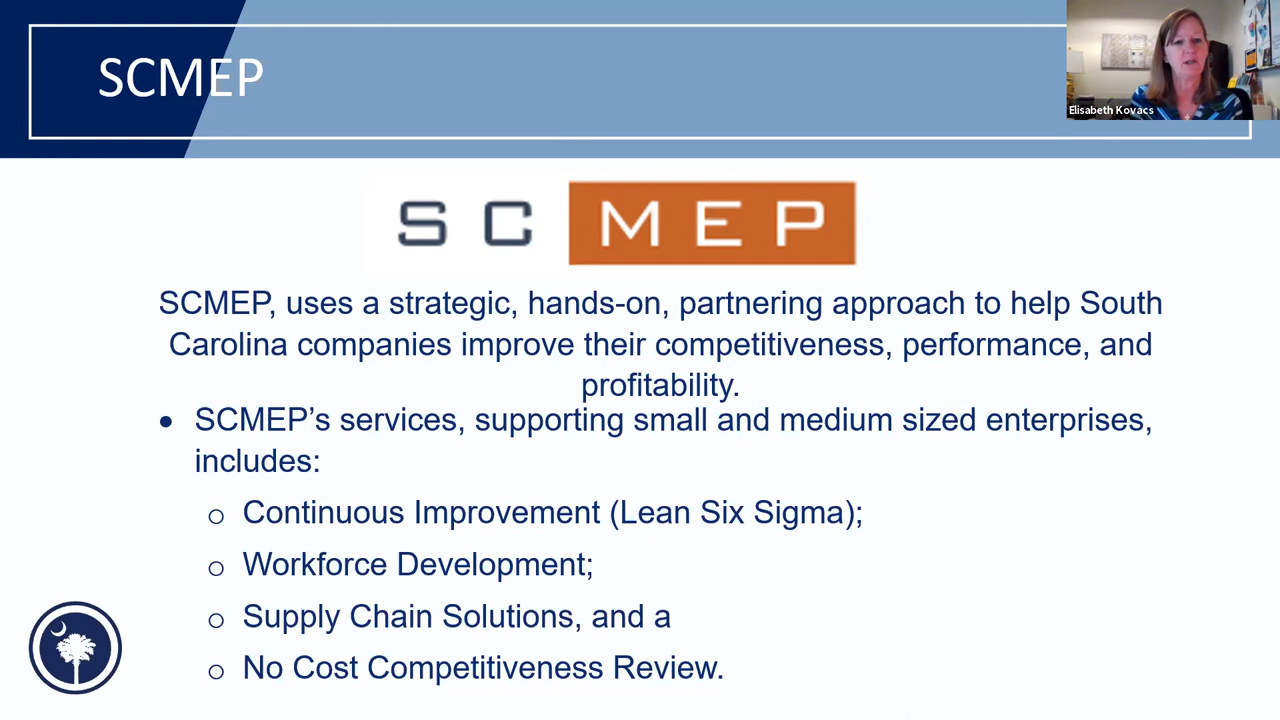 SCMEP
Elisabeth Kovacs
SC MEP
SCMEP, uses a strategic, hands-on, partnering approach to help South
Carolina companies improve their competitiveness, performance, and
profitability.
• SCMEP’s services, supporting small and medium sized enterprises,
includes:
o Continuous Improvement (Lean Six Sigma);
o Workforce Development;
o Supply Chain Solutions, and a
o No Cost Competitiveness Review.